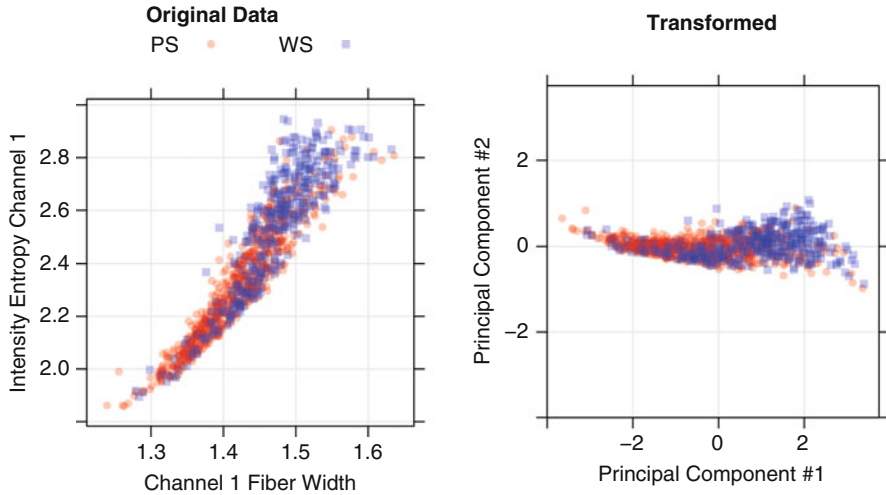 Original Data
PS WS
Intensity Entropy Channel 1
2.8
2.6
2.4
2.2
2.0
1.3 1.4 1.5 1.6
Channel 1 Fiber Width
Transformed
Principal Component #2
2
0
−2
−2 0 2
Principal Component #1